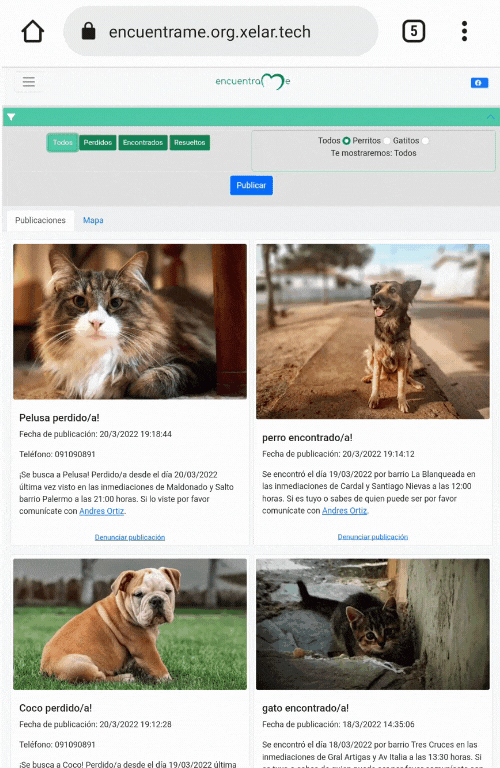 encuentrame.org.xelar.tech
5
encuentra e
Todos Perdidos Encontrados Resueltos
Todos Perritos Gatitos
Te mostraremos: Todos
Publicar
Publicaciones Mapa
Pelusa perdido/a!
Fecha de publicación: 20/3/2022 19:18:44
Teléfono: 091090891
¡Se busca a Pelusa! Perdido/a desde el día 20/03/2022
última vez visto en las inmediaciones de Maldonado y Salto
barrio Palermo a las 21:00 horas. Si lo viste por favor
comunícate con Andres Ortiz.
Denunciar publicación
perro encontrado/a!
Fecha de publicación: 20/3/2022 19:14:12
Se encontró el día 19/03/2022 por barrio La Blanqueada en
las inmediaciones de Cardal y Santiago Nievas a las 12:00
horas. Si es tuyo o sabes de quien puede ser por favor
comunícate con Andres Ortiz.
Denunciar publicación
Coco perdido/a!
Fecha de publicación: 20/3/2022 19:12:28
Teléfono: 091090891
¡Se busca a Coco! Perdido/a desde el día 19/03/2022 última
gato encontrado/a!
Fecha de publicación: 18/3/2022 14:35:06
Se encontró el día 18/03/2022 por barrio Tres Cruces en las
inmediaciones de Gral Artigas y Av Italia a las 13:30 horas. Si